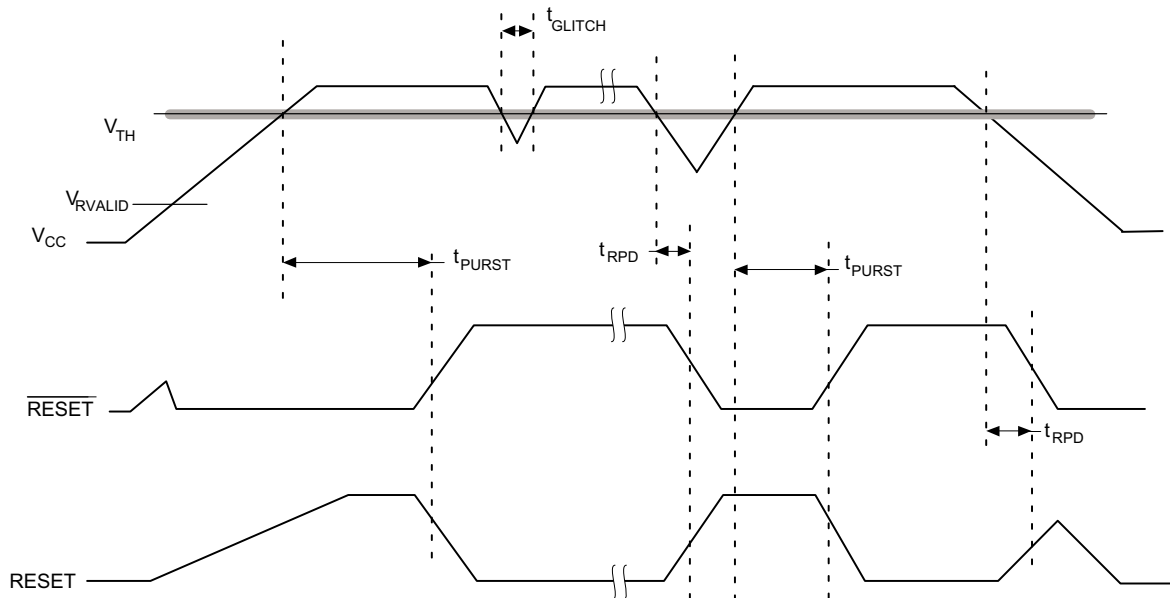 tGLITCH
VTH
VRVALID
VCC
tPURST
tRPD
tPURST
RESET
tRPD
RESET